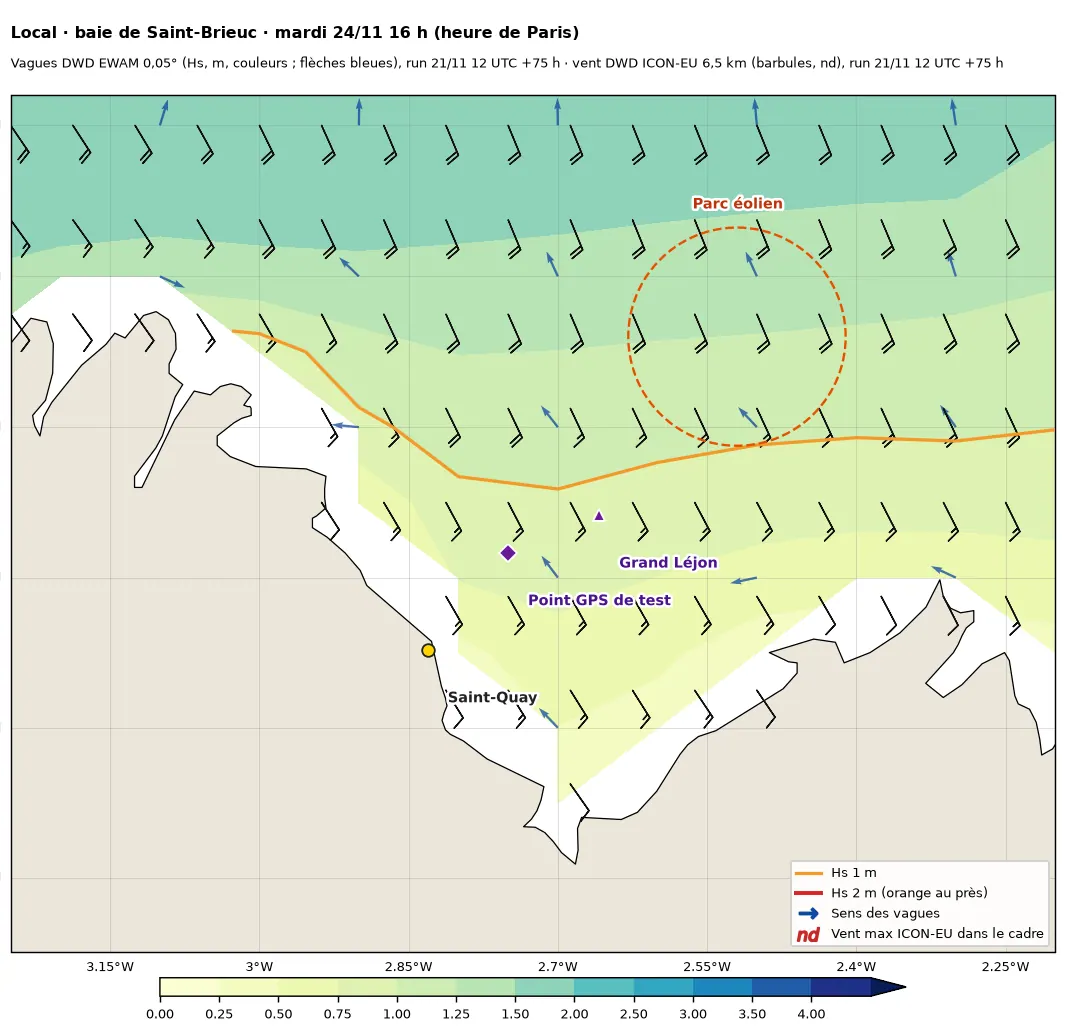 Local · baie de Saint-Brieuc · mardi 24/11 16 h (heure de Paris)
Vagues DWD EWAM 0,05° (Hs, m, couleurs ; flèches bleues), run 21/11 12 UTC +75 h · vent DWD ICON-EU 6,5 km (barbules, nd), run 21/11 12 UTC +75 h
Parc éolien
Grand Léjon
Point GPS de test
Saint-Quay
Hs 1 m
Hs 2 m (orange au près)
Sens des vagues
nd Vent max ICON-EU dans le cadre
3.15°W 3°W 2.85°W 2.7°W 2.55°W 2.4°W 2.25°W
0.00 0.25 0.50 0.75 1.00 1.25 1.50 2.00 2.50 3.00 3.50 4.00